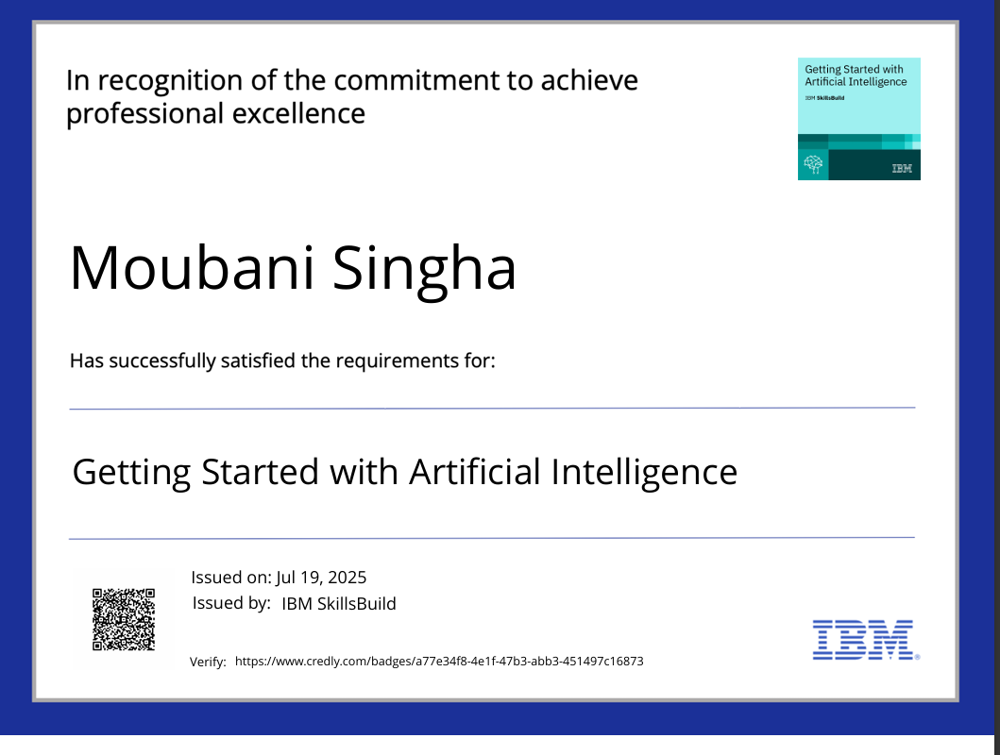 In recognition of the commitment to achieve
professional excellence
Getting Started with
Artificial Intelligence
IBM SkillsBuild
IBM
Moubani Singha
Has successfully satisfied the requirements for:
Getting Started with Artificial Intelligence
Issued on: Jul 19, 2025
Issued by: IBM SkillsBuild
Verify: https://www.credly.com/badges/a77e34f8-4e1f-47b3-abb3-451497c16873
IBM®